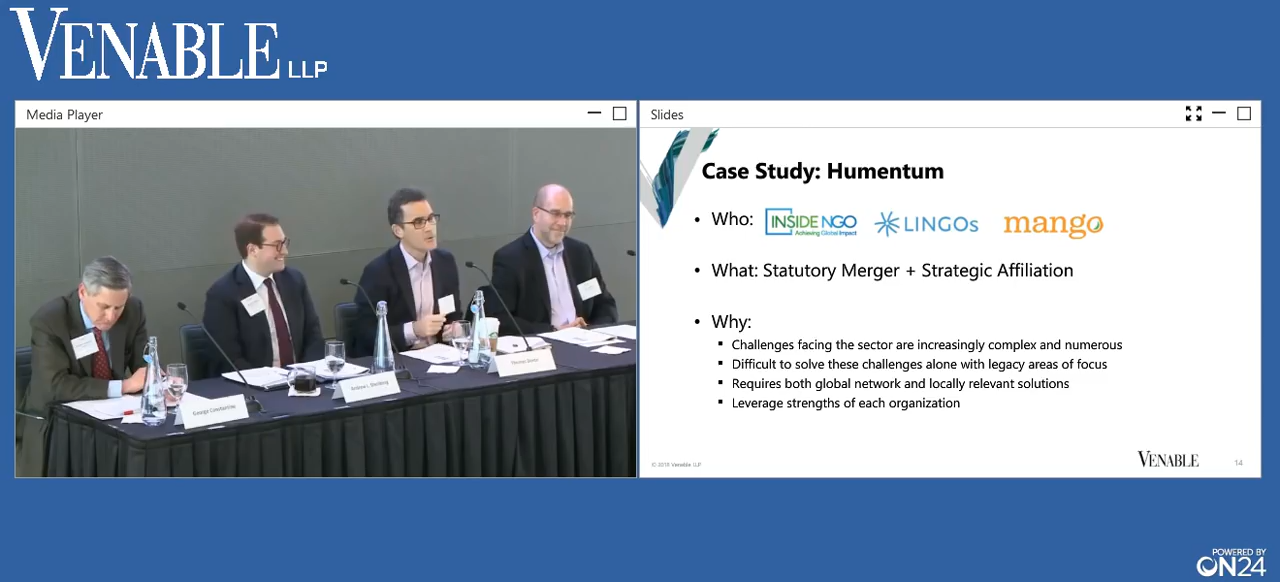 VENABLE LLP
Media Player
Slides
Case Study: Humentum
• Who: INSIDE NGO Achieving Global Impact LINGOs mango
• What: Statutory Merger + Strategic Affiliation
• Why:
▪ Challenges facing the sector are increasingly complex and numerous
▪ Difficult to solve these challenges alone with legacy areas of focus
▪ Requires both global network and locally relevant solutions
▪ Leverage strengths of each organization
George Constantine
VENABLE
14
POWERED BY
ON24